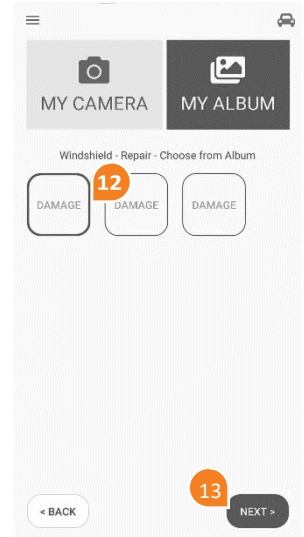 MY CAMERA MY ALBUM
Windshield - Repair - Choose from Album
12
DAMAGE DAMAGE DAMAGE
13
< BACK NEXT >